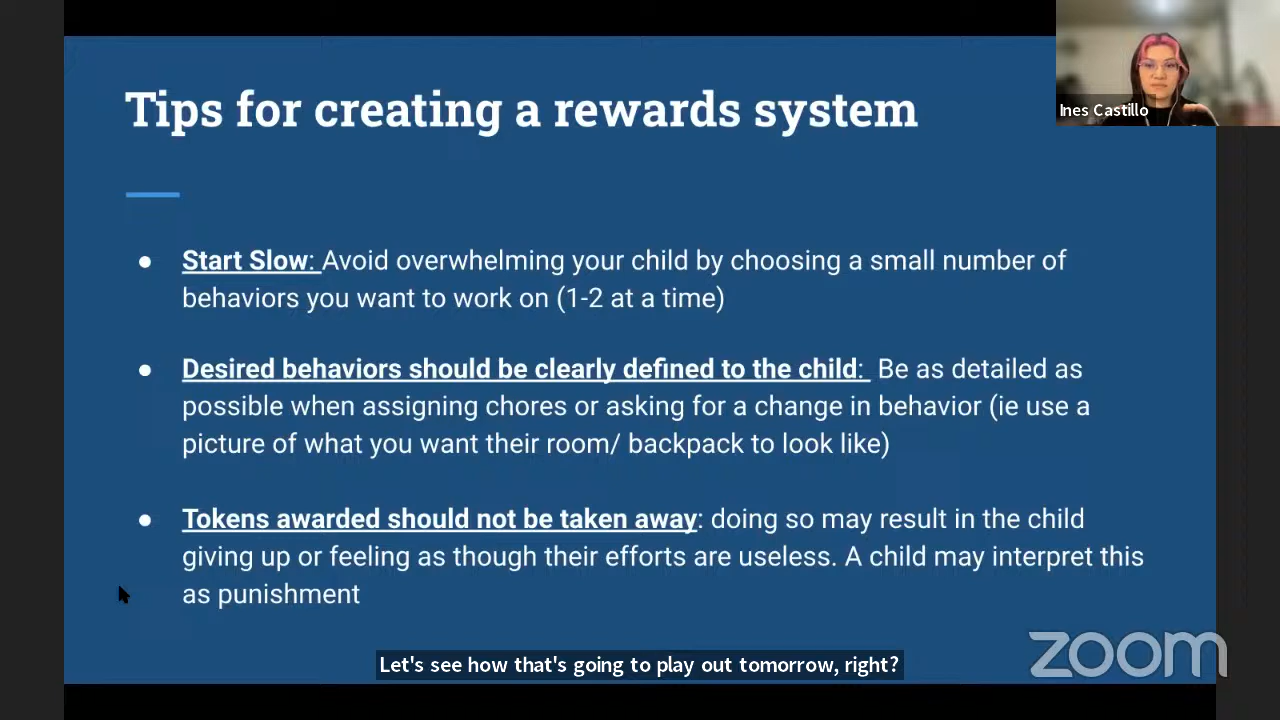 Tips for creating a rewards system
Ines Castillo
● Start Slow: Avoid overwhelming your child by choosing a small number of
behaviors you want to work on (1-2 at a time)
● Desired behaviors should be clearly defined to the child: Be as detailed as
possible when assigning chores or asking for a change in behavior (ie use a
picture of what you want their room/ backpack to look like)
● Tokens awarded should not be taken away: doing so may result in the child
giving up or feeling as though their efforts are useless. A child may interpret this
as punishment
Let's see how that's going to play out tomorrow, right?
zoom